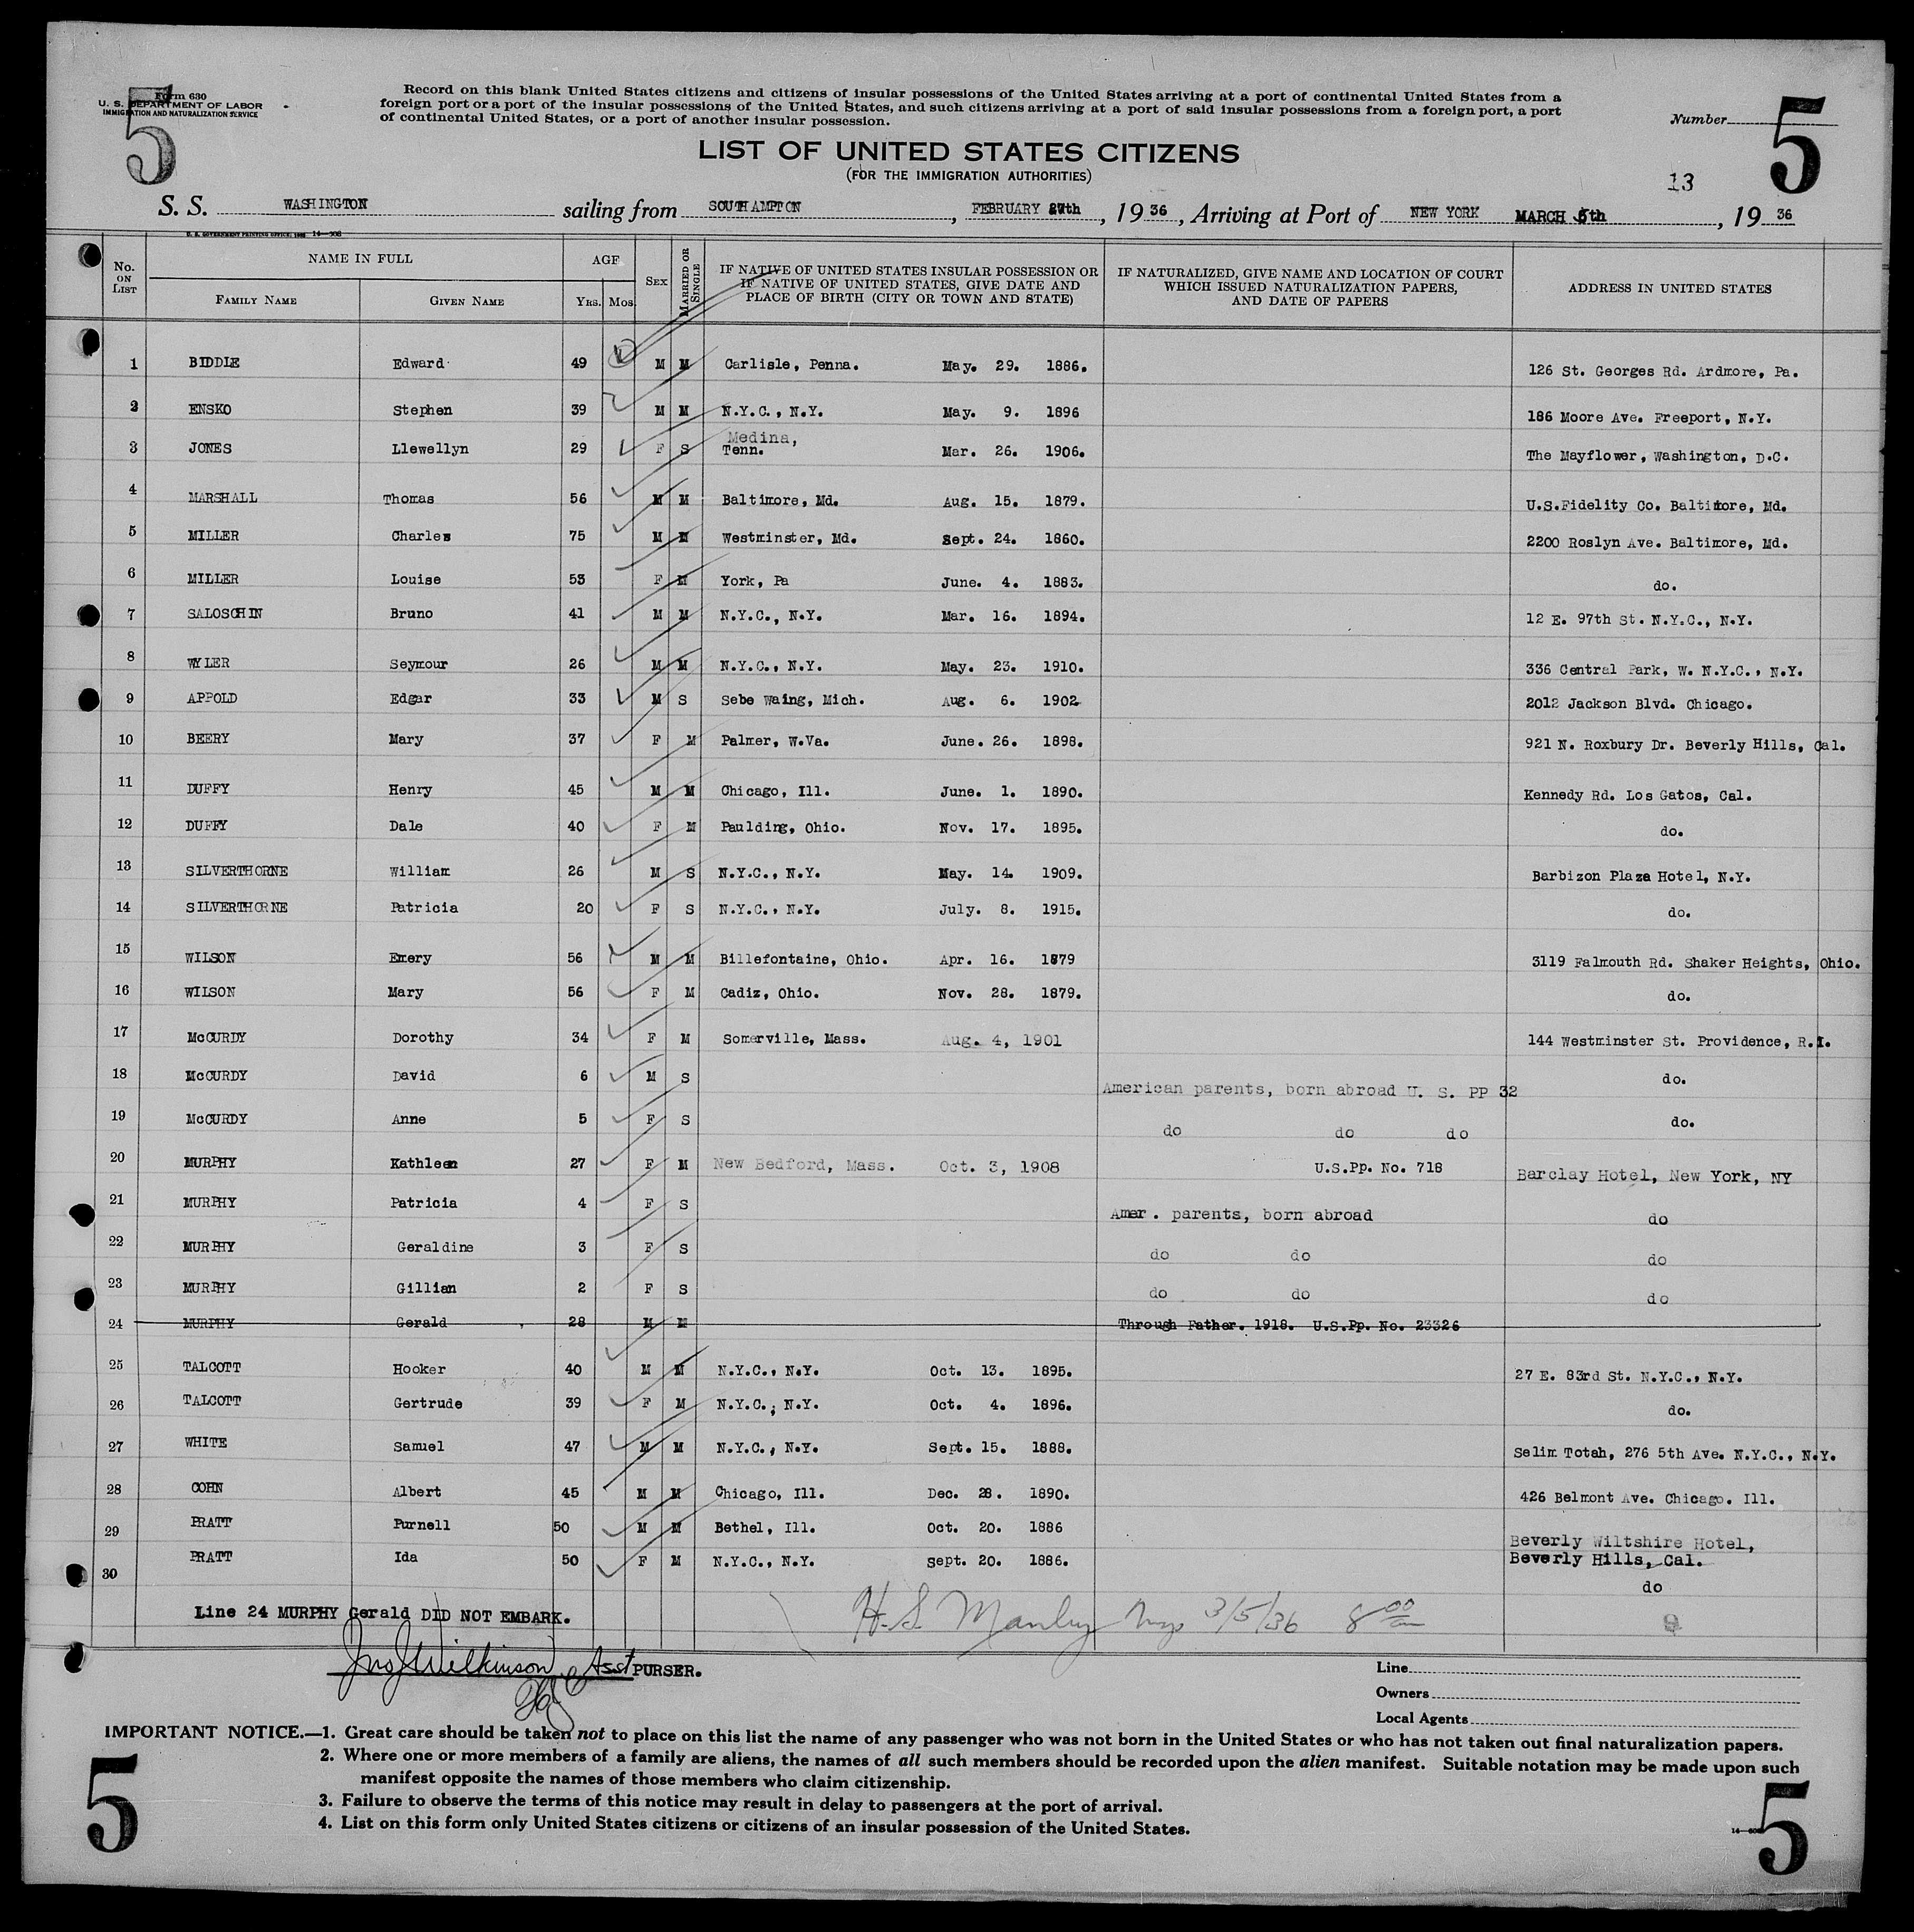 5
Form 630
U. S. DEPARTMENT OF LABOR
IMMIGRATION AND NATURALIZATION SERVICE
Record on this blank United States citizens and citizens of insular possessions of the United States arriving at a port of continental United States from a
foreign port or a port of the insular possessions of the United States, and such citizens arriving at a port of said insular possessions from a foreign port, a port
of continental United States, or a port of another insular possession.
Number
5
LIST OF UNITED STATES CITIZENS
(FOR THE IMMIGRATION AUTHORITIES)
13
S. S. WASHINGTON sailing from SOUTHAMPTON, FEBRUARY 27th, 1936, Arriving at Port of NEW YORK MARCH 5th, 1936
U. S. GOVERNMENT PRINTING OFFICE: 14—308
No. ON LIST NAME IN FULL FAMILY NAME GIVEN NAME AGE YRS. MOS. SEX MARRIED OR SINGLE IF NATIVE OF UNITED STATES INSULAR POSSESSION OR IF NATIVE OF UNITED STATES, GIVE DATE AND PLACE OF BIRTH (CITY OR TOWN AND STATE) IF NATURALIZED, GIVE NAME AND LOCATION OF COURT WHICH ISSUED NATURALIZATION PAPERS, AND DATE OF PAPERS ADDRESS IN UNITED STATES
1 BIDDLE Edward 49 M M Carlisle, Penna. May. 29. 1886. 126 St. Georges Rd. Ardmore, Pa.
2 ENSKO Stephen 39 M M N.Y.C., N.Y. May. 9. 1896 186 Moore Ave. Freeport, N.Y.
3 JONES Llewellyn 29 F S Medina, Tenn. Mar. 26. 1906. The Mayflower, Washington, D.C.
4 MARSHALL Thomas 56 M M Baltimore, Md. Aug. 15. 1879. U.S.Fidelity Co. Baltimore, Md.
5 MILLER Charles 75 M M Westminster, Md. Sept. 24. 1860. 2200 Roslyn Ave. Baltimore, Md.
6 MILLER Louise 53 F M York, Pa June. 4. 1883. do.
7 SALOSCHIN Bruno 41 M M N.Y.C., N.Y. Mar. 16. 1894. 12 E. 97th St. N.Y.C., N.Y.
8 WYLER Seymour 26 M M N.Y.C., N.Y. May. 23. 1910. 336 Central Park, W. N.Y.C., N.Y.
9 APPOLD Edgar 33 M S Sebe Waing, Mich. Aug. 6. 1902 2012 Jackson Blvd. Chicago.
10 BEERY Mary 37 F M Palmer, W.Va. June. 26. 1898. 921 N. Roxbury Dr. Beverly Hills, Cal.
11 DUFFY Henry 45 M M Chicago, Ill. June. 1. 1890. Kennedy Rd. Los Gatos, Cal.
12 DUFFY Dale 40 F M Paulding, Ohio. Nov. 17. 1895. do.
13 SILVERTHORNE William 26 M S N.Y.C., N.Y. May. 14. 1909. Barbizon Plaza Hotel, N.Y.
14 SILVERTHORNE Patricia 20 F S N.Y.C., N.Y. July. 8. 1915. do.
15 WILSON Emery 56 M M Billefontaine, Ohio. Apr. 16. 1879 3119 Falmouth Rd. Shaker Heights, Ohio.
16 WILSON Mary 56 F M Cadiz, Ohio. Nov. 28. 1879. do.
17 McCURDY Dorothy 34 F M Somerville, Mass. Aug. 4, 1901 144 Westminster St. Providence, R.I.
18 McCURDY David 6 M S American parents, born abroad U. S. PP 32 do.
19 McCURDY Anne 5 F S do do do do.
20 MURPHY Kathleen 27 F M New Bedford, Mass. Oct. 3, 1908 U.S.Pp. No. 718 Barclay Hotel, New York, NY
21 MURPHY Patricia 4 F S Amer. parents, born abroad do
22 MURPHY Geraldine 3 F S do do do
23 MURPHY Gillian 2 F S do do do
24 MURPHY Gerald 28 M M Through Father. 1918. U.S.Pp. No. 23326
25 TALCOTT Hooker 40 M M N.Y.C., N.Y. Oct. 13. 1895. 27 E. 83rd St. N.Y.C., N.Y.
26 TALCOTT Gertrude 39 F M N.Y.C., N.Y. Oct. 4. 1896. do.
27 WHITE Samuel 47 M M N.Y.C., N.Y. Sept. 15. 1888. Selim Totah, 276 5th Ave. N.Y.C., N.Y.
28 COHN Albert 45 M M Chicago, Ill. Dec. 28. 1890. 426 Belmont Ave. Chicago. Ill.
29 PRATT Purnell 50 M M Bethel, Ill. Oct. 20. 1886 Beverly Wiltshire Hotel, Beverly Hills, Cal.
30 PRATT Ida 50 F M N.Y.C., N.Y. Sept. 20. 1886. do
Line 24 MURPHY Gerald DID NOT EMBARK.
H. S. Manley 3/5/36 8 00
Jno J Wilkinson Asst PURSER.
Line
Owners
Local Agents
IMPORTANT NOTICE.—1. Great care should be taken not to place on this list the name of any passenger who was not born in the United States or who has not taken out final naturalization papers.
2. Where one or more members of a family are aliens, the names of all such members should be recorded upon the alien manifest. Suitable notation may be made upon such
manifest opposite the names of those members who claim citizenship.
3. Failure to observe the terms of this notice may result in delay to passengers at the port of arrival.
4. List on this form only United States citizens or citizens of an insular possession of the United States.
5
5